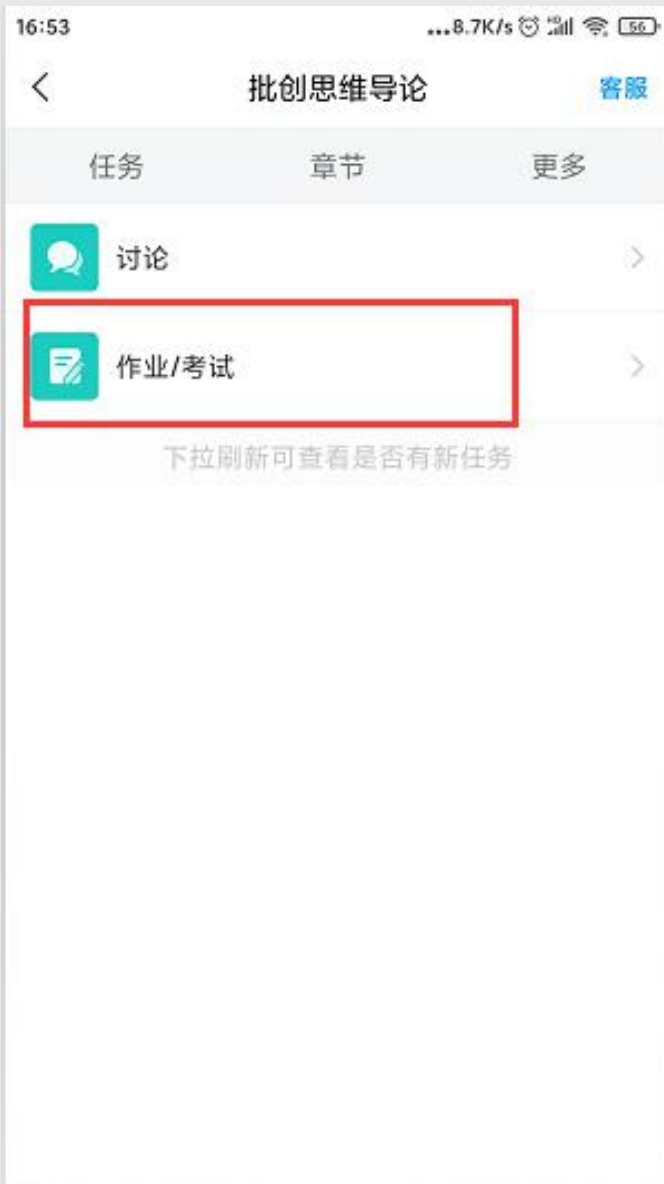 16:53 ...8.7K/s 56
批创思维导论 客服
任务 章节 更多
讨论
作业/考试
下拉刷新可查看是否有新任务